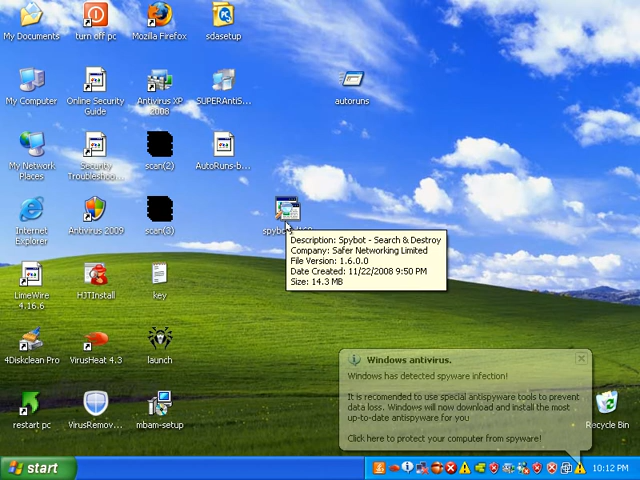 My Documents
turn off pc
Mozilla Firefox
sdasetup
My Computer
Online Security
Guide
Antivirus XP
2008
SUPERAntiS...
autoruns
My Network
Places
Security
Troubleshoo...
scan(2)
AutoRuns-b...
Internet
Explorer
Antivirus 2009
scan(3)
Description: Spybot - Search & Destroy
Company: Safer Networking Limited
File Version: 1.6.0.0
Date Created: 11/22/2008 9:50 PM
Size: 14.3 MB
LimeWire
4.16.6
HJTInstall
key
4Diskclean Pro
VirusHeat 4.3
launch
Windows antivirus.
Windows has detected spyware infection!
It is recomended to use special antispyware tools to prevent
data loss. Windows will now download and install the most
up-to-date antispyware for you
Click here to protect your computer from spyware!
restart pc
VirusRemov...
mbam-setup
Recycle Bin
start
10:12 PM